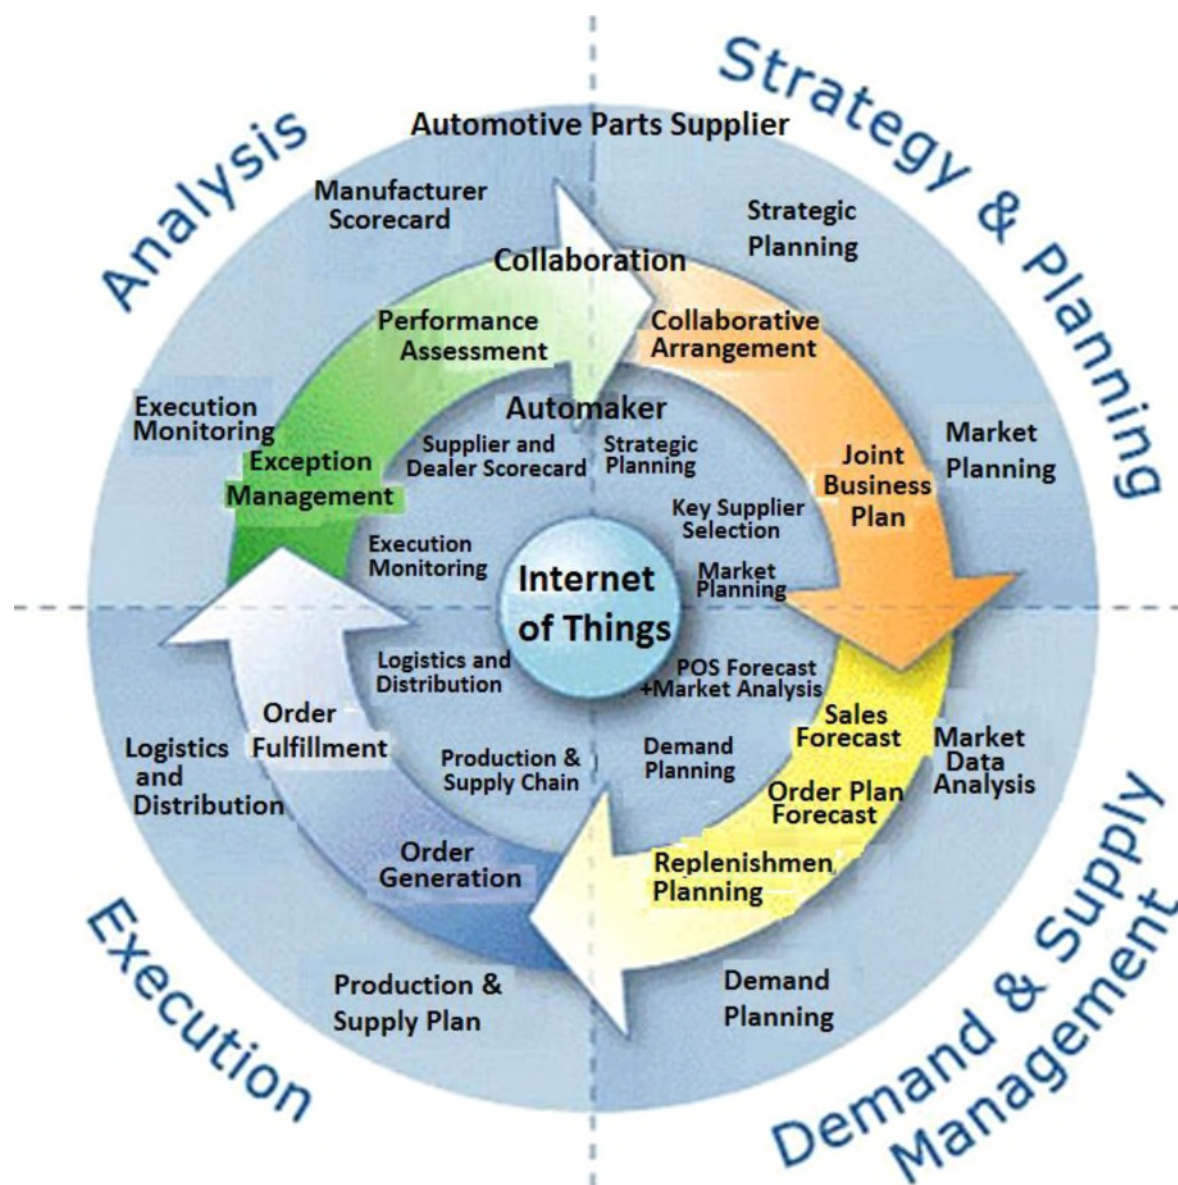 Strategy & Planning
Analysis
Automotive Parts Supplier
Manufacturer
Scorecard
Strategic
Planning
Collaboration
Performance
Assessment
Collaborative
Arrangement
Execution
Monitoring
Automaker
Market
Planning
Exception
Management
Supplier and
Dealer Scorecard
Strategic
Planning
Joint
Business
Plan
Key Supplier
Selection
Execution
Monitoring
Internet
of Things
Market
Planning
Logistics and
Distribution
POS Forecast
+Market Analysis
Order
Fulfillment
Sales
Forecast
Logistics
and
Distribution
Production &
Supply Chain
Demand
Planning
Market
Data
Analysis
Order Plan
Forecast
Order
Generation
Replenishmen
Planning
Production &
Supply Plan
Demand
Planning
Execution
Demand & Supply
Management